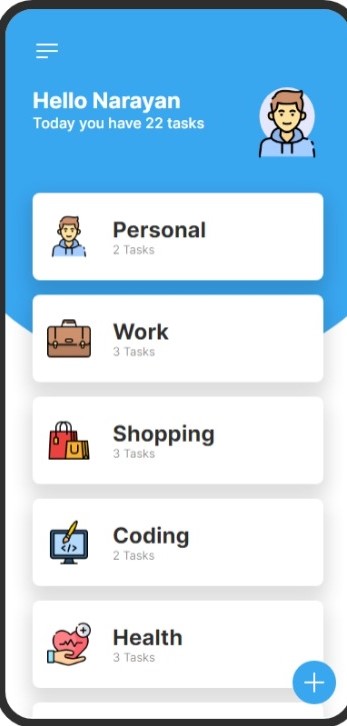 Hello Narayan
Today you have 22 tasks
Personal
2 Tasks
Work
3 Tasks
Shopping
3 Tasks
Coding
2 Tasks
</>
Health
3 Tasks